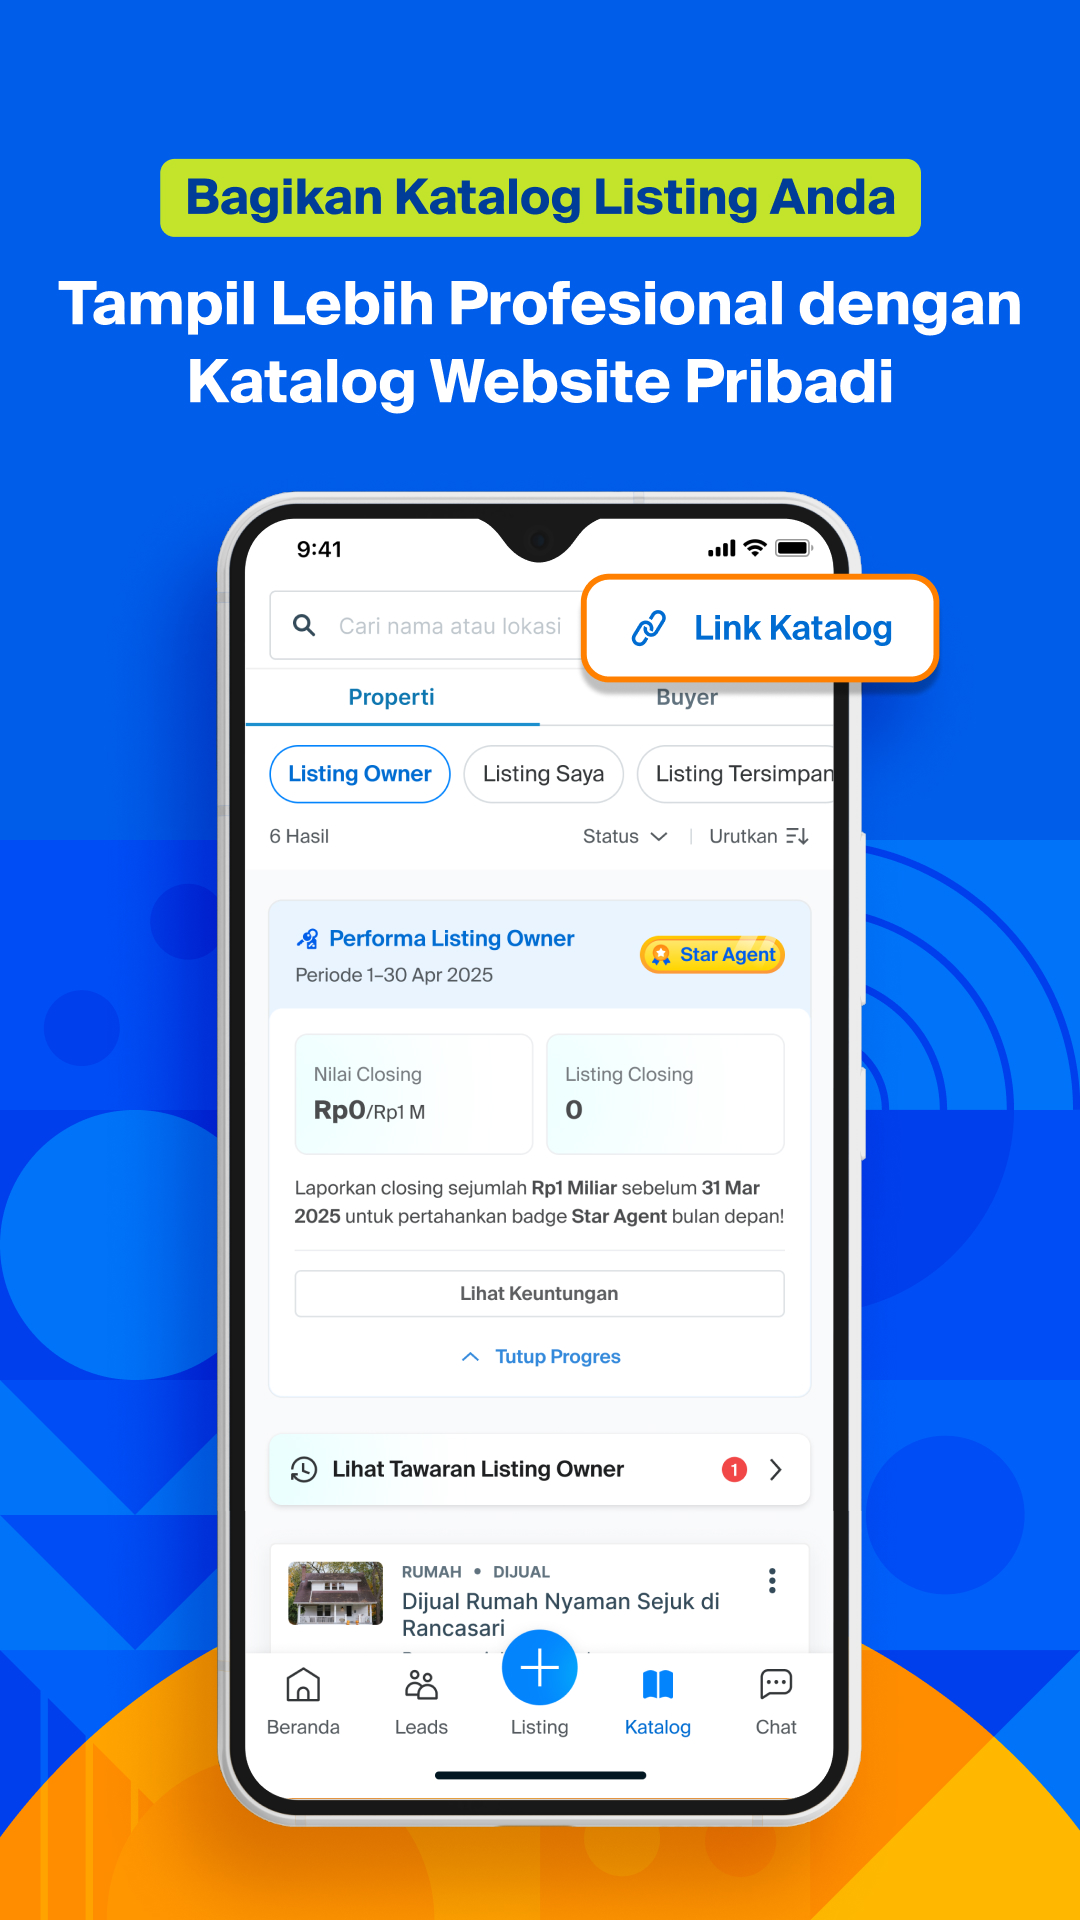 Bagikan Katalog Listing Anda
Tampil Lebih Profesional dengan
Katalog Website Pribadi
9:41
Cari nama atau lokasi
Link Katalog
Properti
Buyer
Listing Owner
Listing Saya
Listing Tersimpan
6 Hasil
Status
Urutkan
Performa Listing Owner
Periode 1–30 Apr 2025
Star Agent
Nilai Closing
Rp0/Rp1 M
Listing Closing
0
Laporkan closing sejumlah Rp1 Miliar sebelum 31 Mar
2025 untuk pertahankan badge Star Agent bulan depan!
Lihat Keuntungan
Tutup Progres
Lihat Tawaran Listing Owner
1
RUMAH • DIJUAL
Dijual Rumah Nyaman Sejuk di
Rancasari
Beranda
Leads
Listing
Katalog
Chat